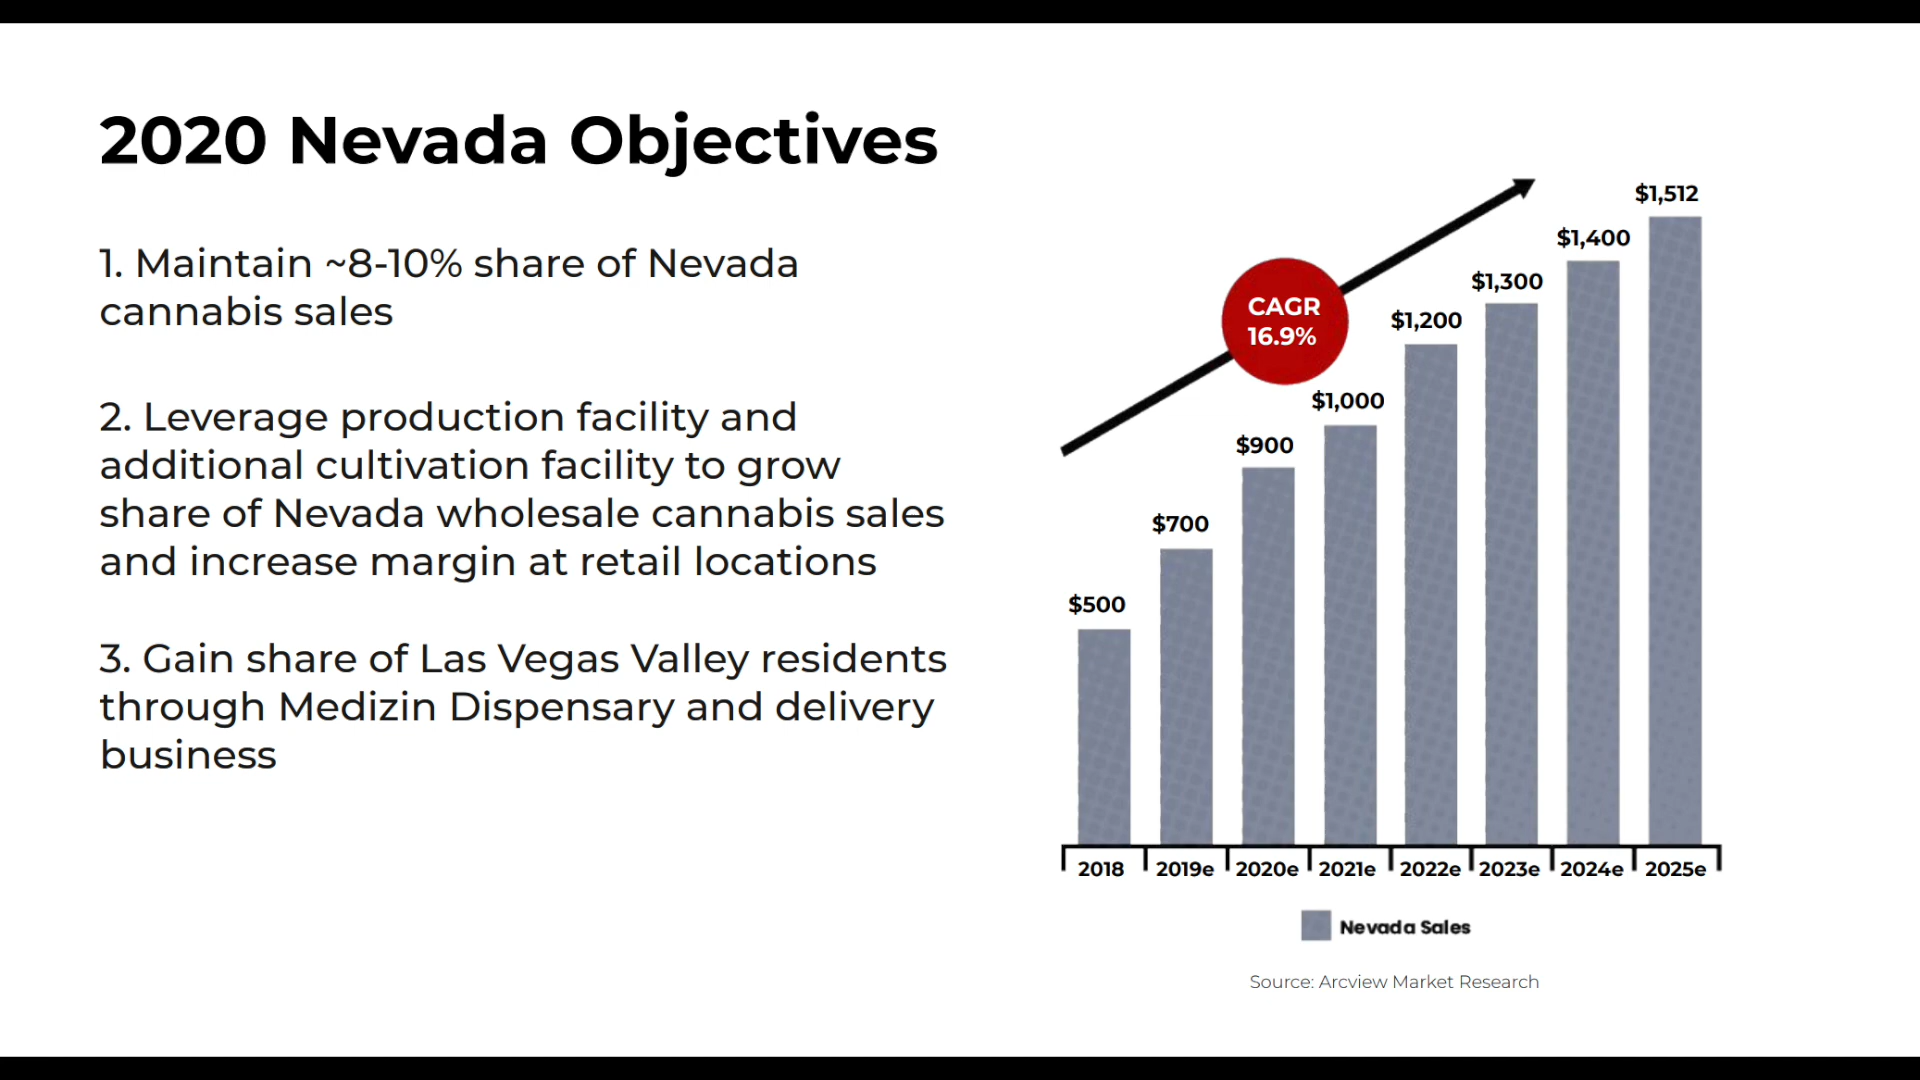 2020 Nevada Objectives
1. Maintain ~8-10% share of Nevada
cannabis sales
2. Leverage production facility and
additional cultivation facility to grow
share of Nevada wholesale cannabis sales
and increase margin at retail locations
3. Gain share of Las Vegas Valley residents
through Medizin Dispensary and delivery
business
CAGR
16.9%
$500
$700
$900
$1,000
$1,200
$1,300
$1,400
$1,512
2018 2019e 2020e 2021e 2022e 2023e 2024e 2025e
Nevada Sales
Source: Arcview Market Research